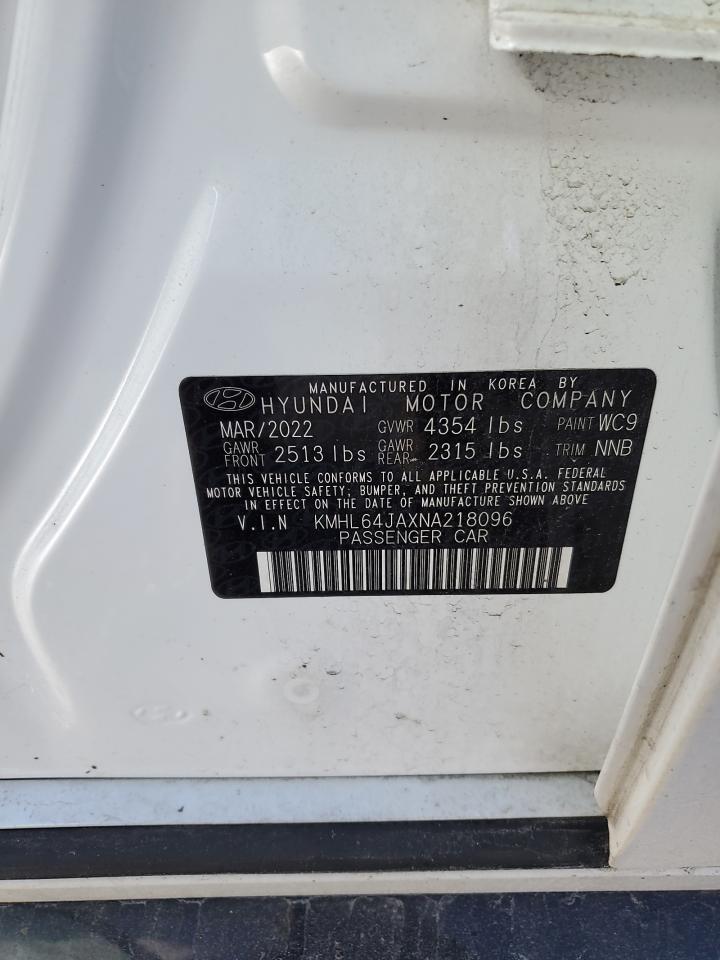 MANUFACTURED IN KOREA BY
HYUNDAI MOTOR COMPANY
MAR/2022 GVWR 4354 lbs PAINT WC9
GAWR FRONT 2513 lbs GAWR REAR 2315 lbs TRIM NNB
THIS VEHICLE CONFORMS TO ALL APPLICABLE U.S.A. FEDERAL
MOTOR VEHICLE SAFETY, BUMPER, AND THEFT PREVENTION STANDARDS
IN EFFECT ON THE DATE OF MANUFACTURE SHOWN ABOVE
V.I.N KMHL64JAXNA218096
PASSENGER CAR